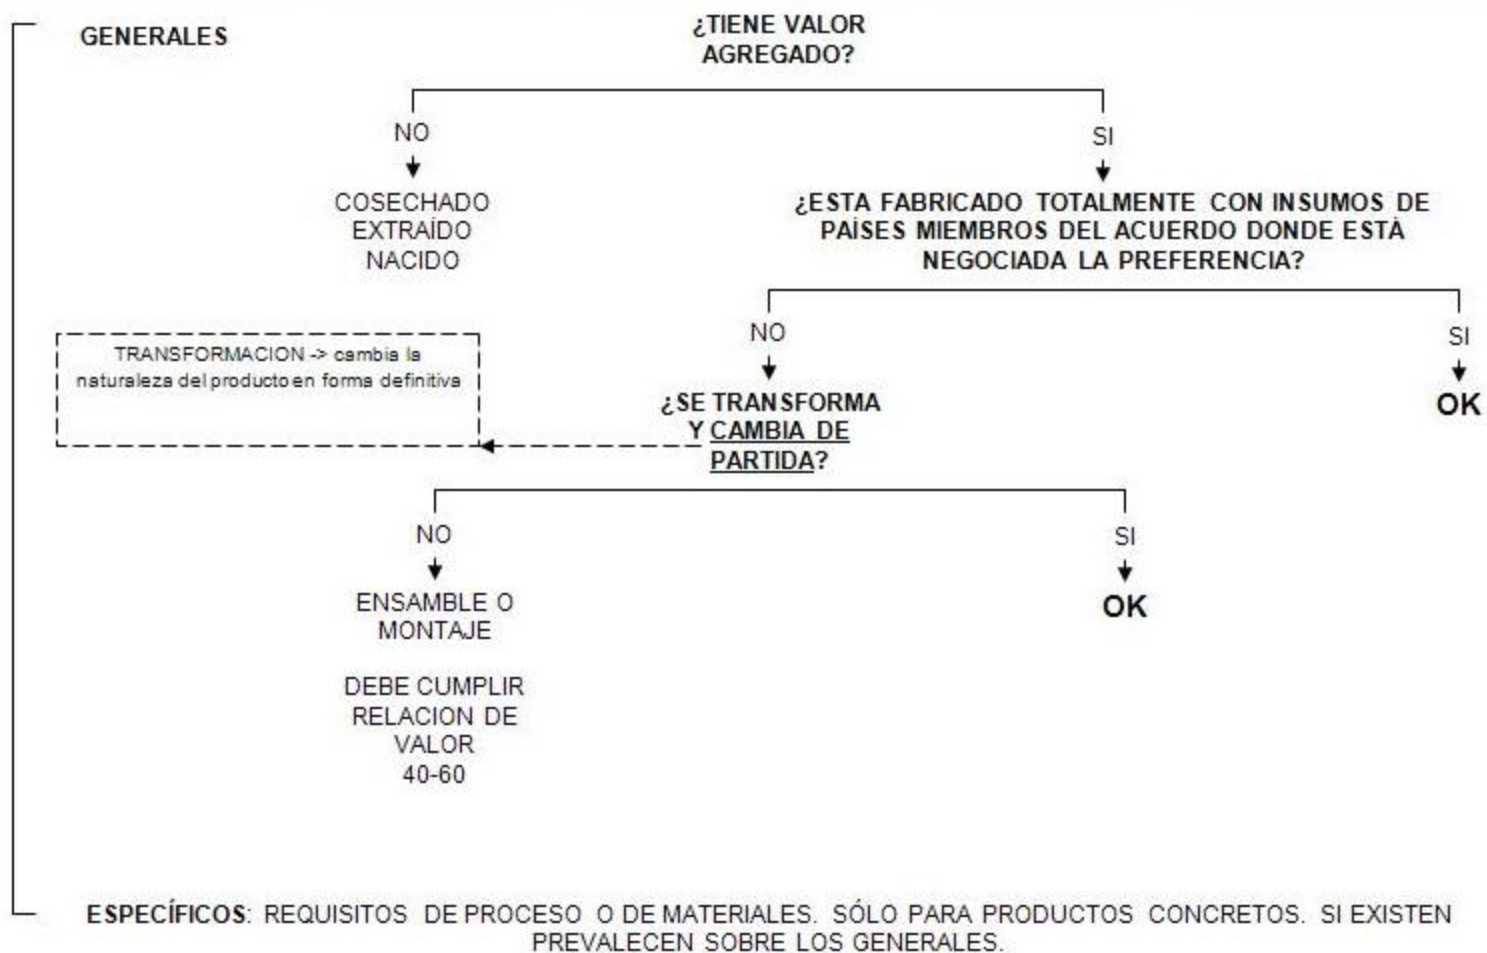 GENERALES
¿TIENE VALOR
AGREGADO?
NO
SI
COSECHADO
EXTRAÍDO
NACIDO
¿ESTA FABRICADO TOTALMENTE CON INSUMOS DE
PAÍSES MIEMBROS DEL ACUERDO DONDE ESTÁ
NEGOCIADA LA PREFERENCIA?
NO
SI
TRANSFORMACION -> cambia la
naturaleza del producto en forma definitiva
¿SE TRANSFORMA
Y CAMBIA DE
PARTIDA?
OK
NO
SI
ENSAMBLE O
MONTAJE
OK
DEBE CUMPLIR
RELACION DE
VALOR
40-60
ESPECÍFICOS: REQUISITOS DE PROCESO O DE MATERIALES. SÓLO PARA PRODUCTOS CONCRETOS. SI EXISTEN
PREVALECEN SOBRE LOS GENERALES.